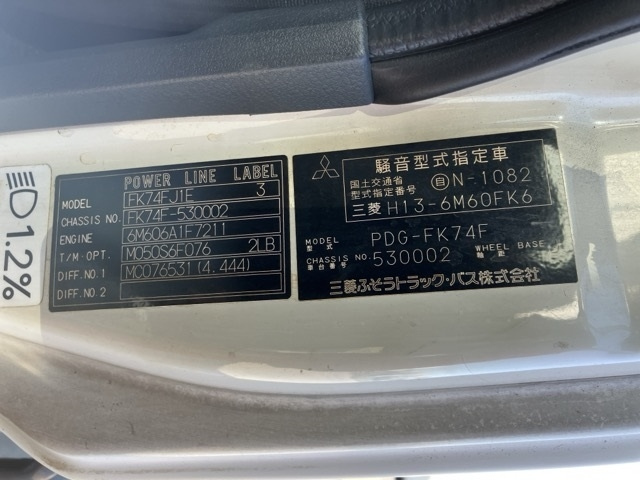 1.2%
POWER LINE LABEL
MODEL FK74FJ1E 3
CHASSIS NO. FK74F-530002
ENGINE 6M606A1F7211
T/M·OPT. M050S6F076 2LB
DIFF.NO.1 MC076531(4.444)
DIFF.NO.2
騒音型式指定車
国土交通省
型式指定番号 自N-1082
三菱 H13-6M60FK6
MODEL
型式 PDG-FK74F
CHASSIS NO.
車台番号 530002
WHEEL BASE
軸距
三菱ふそうトラック・バス株式会社